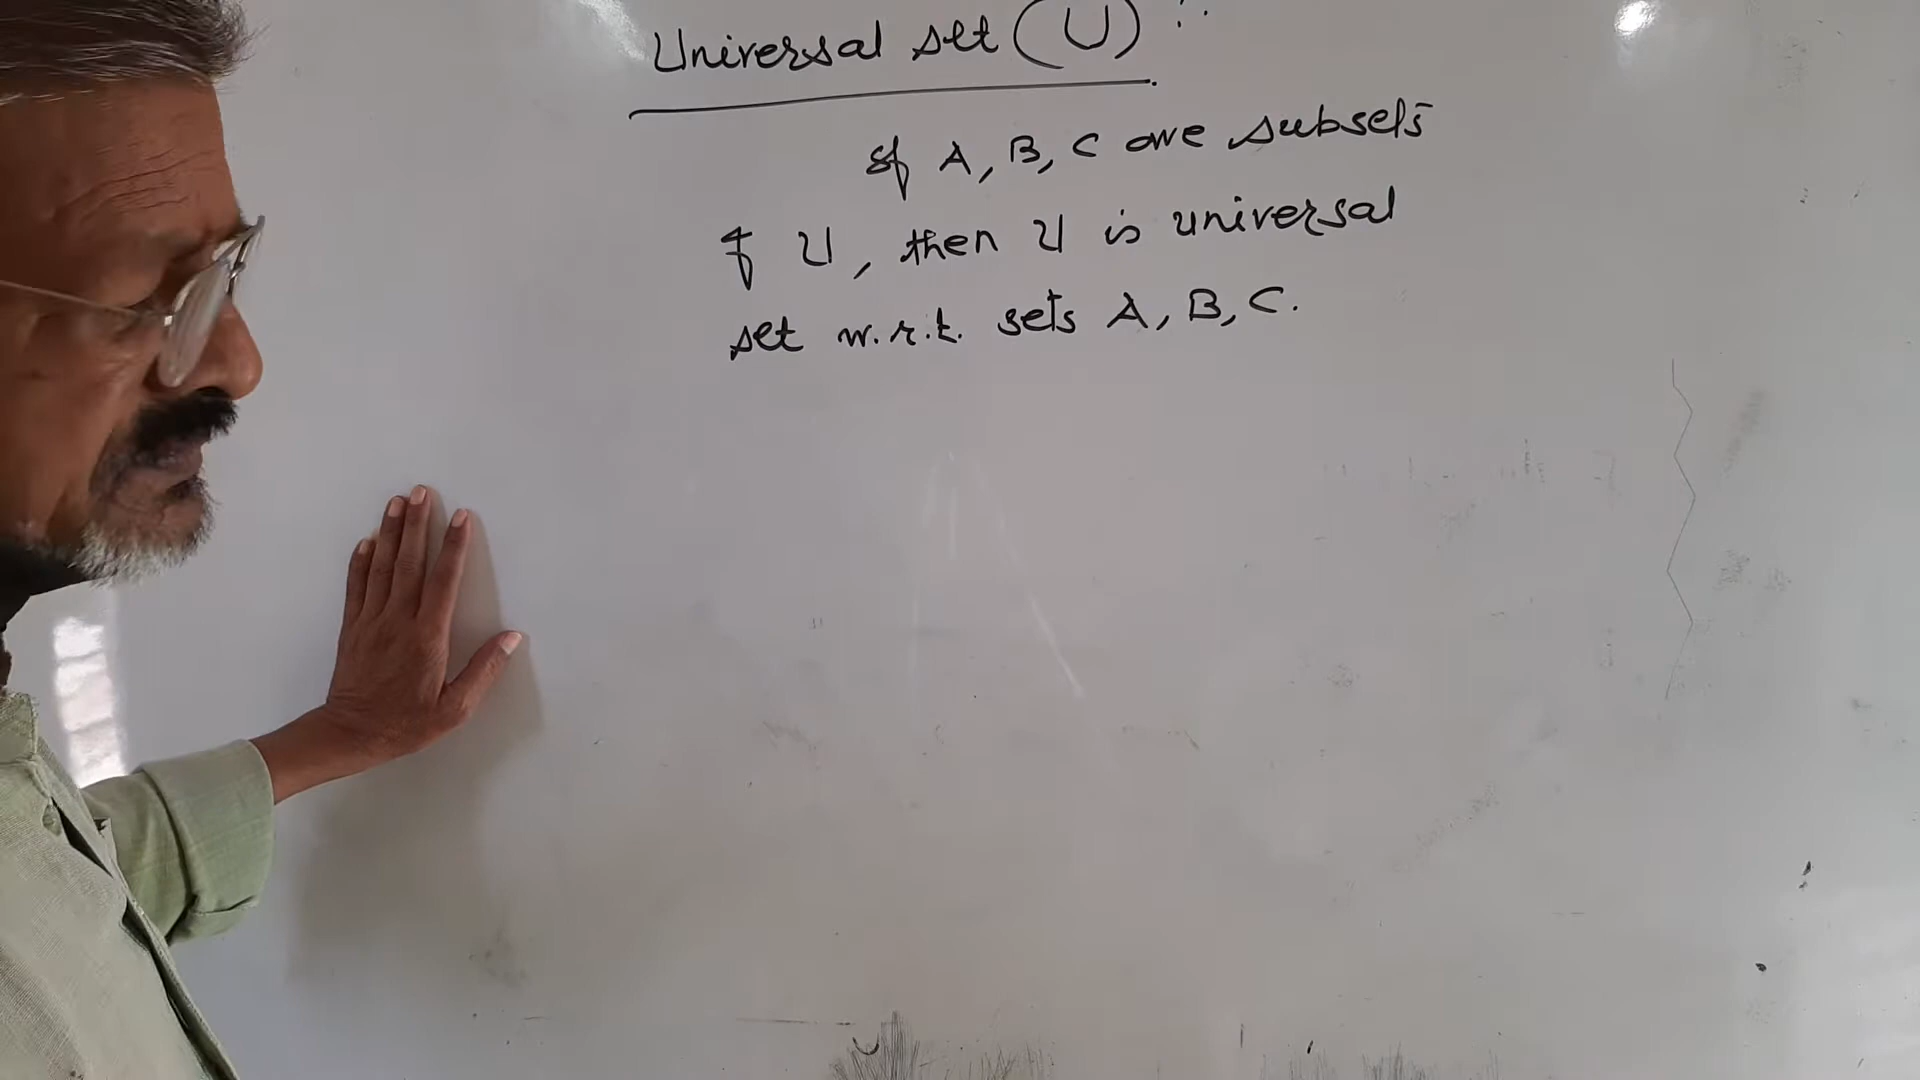 Universal set (U) :
If A, B, C are subsets
of U, then U is universal
set w.r.t. sets A, B, C.